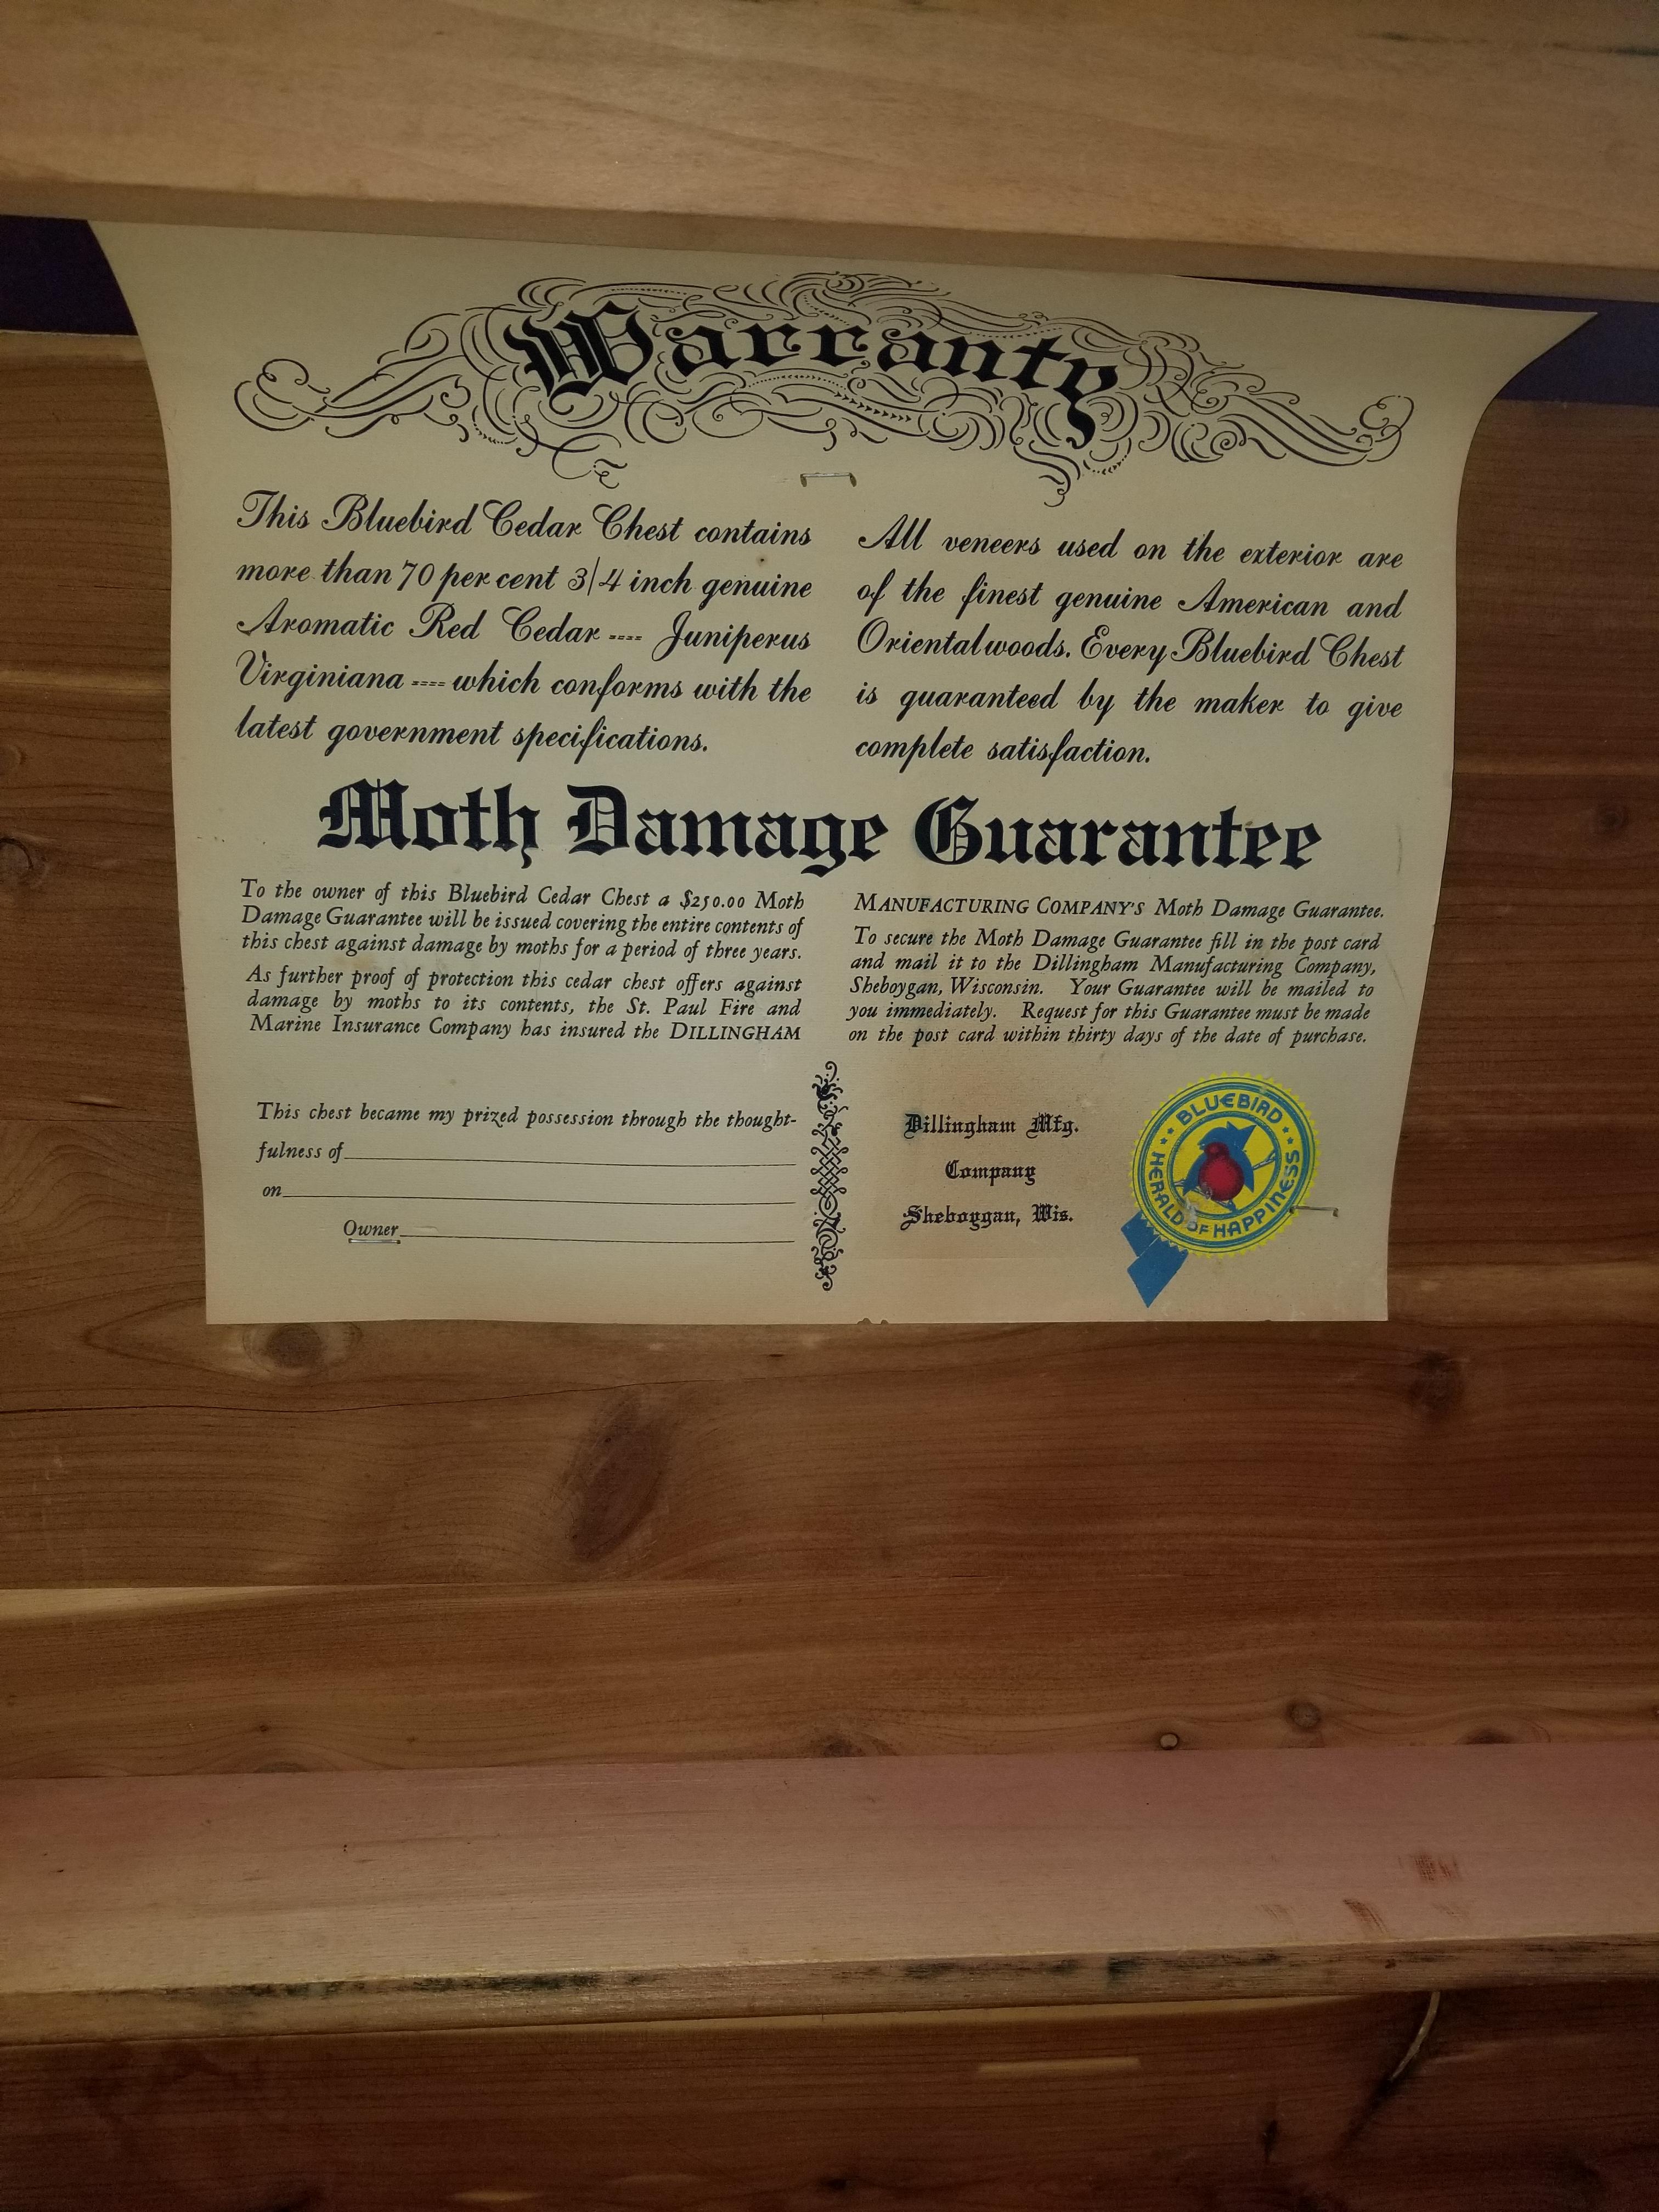 Warranty
This Bluebird Cedar Chest contains
more than 70 per cent 3/4 inch genuine
Aromatic Red Cedar ---- Juniperus
Virginiana ---- which conforms with the
latest government specifications.
All veneers used on the exterior are
of the finest genuine American and
Oriental woods. Every Bluebird Chest
is guaranteed by the maker to give
complete satisfaction.
Moth Damage Guarantee
To the owner of this Bluebird Cedar Chest a $250.00 Moth
Damage Guarantee will be issued covering the entire contents of
this chest against damage by moths for a period of three years.
As further proof of protection this cedar chest offers against
damage by moths to its contents, the St. Paul Fire and
Marine Insurance Company has insured the DILLINGHAM
MANUFACTURING COMPANY'S Moth Damage Guarantee.
To secure the Moth Damage Guarantee fill in the post card
and mail it to the Dillingham Manufacturing Company,
Sheboygan, Wisconsin. Your Guarantee will be mailed to
you immediately. Request for this Guarantee must be made
on the post card within thirty days of the date of purchase.
This chest became my prized possession through the thought-
fulness of
on
Owner
Dillingham Mfg.
Company
Sheboygan, Wis.
BLUEBIRD
HERALD OF HAPPINESS